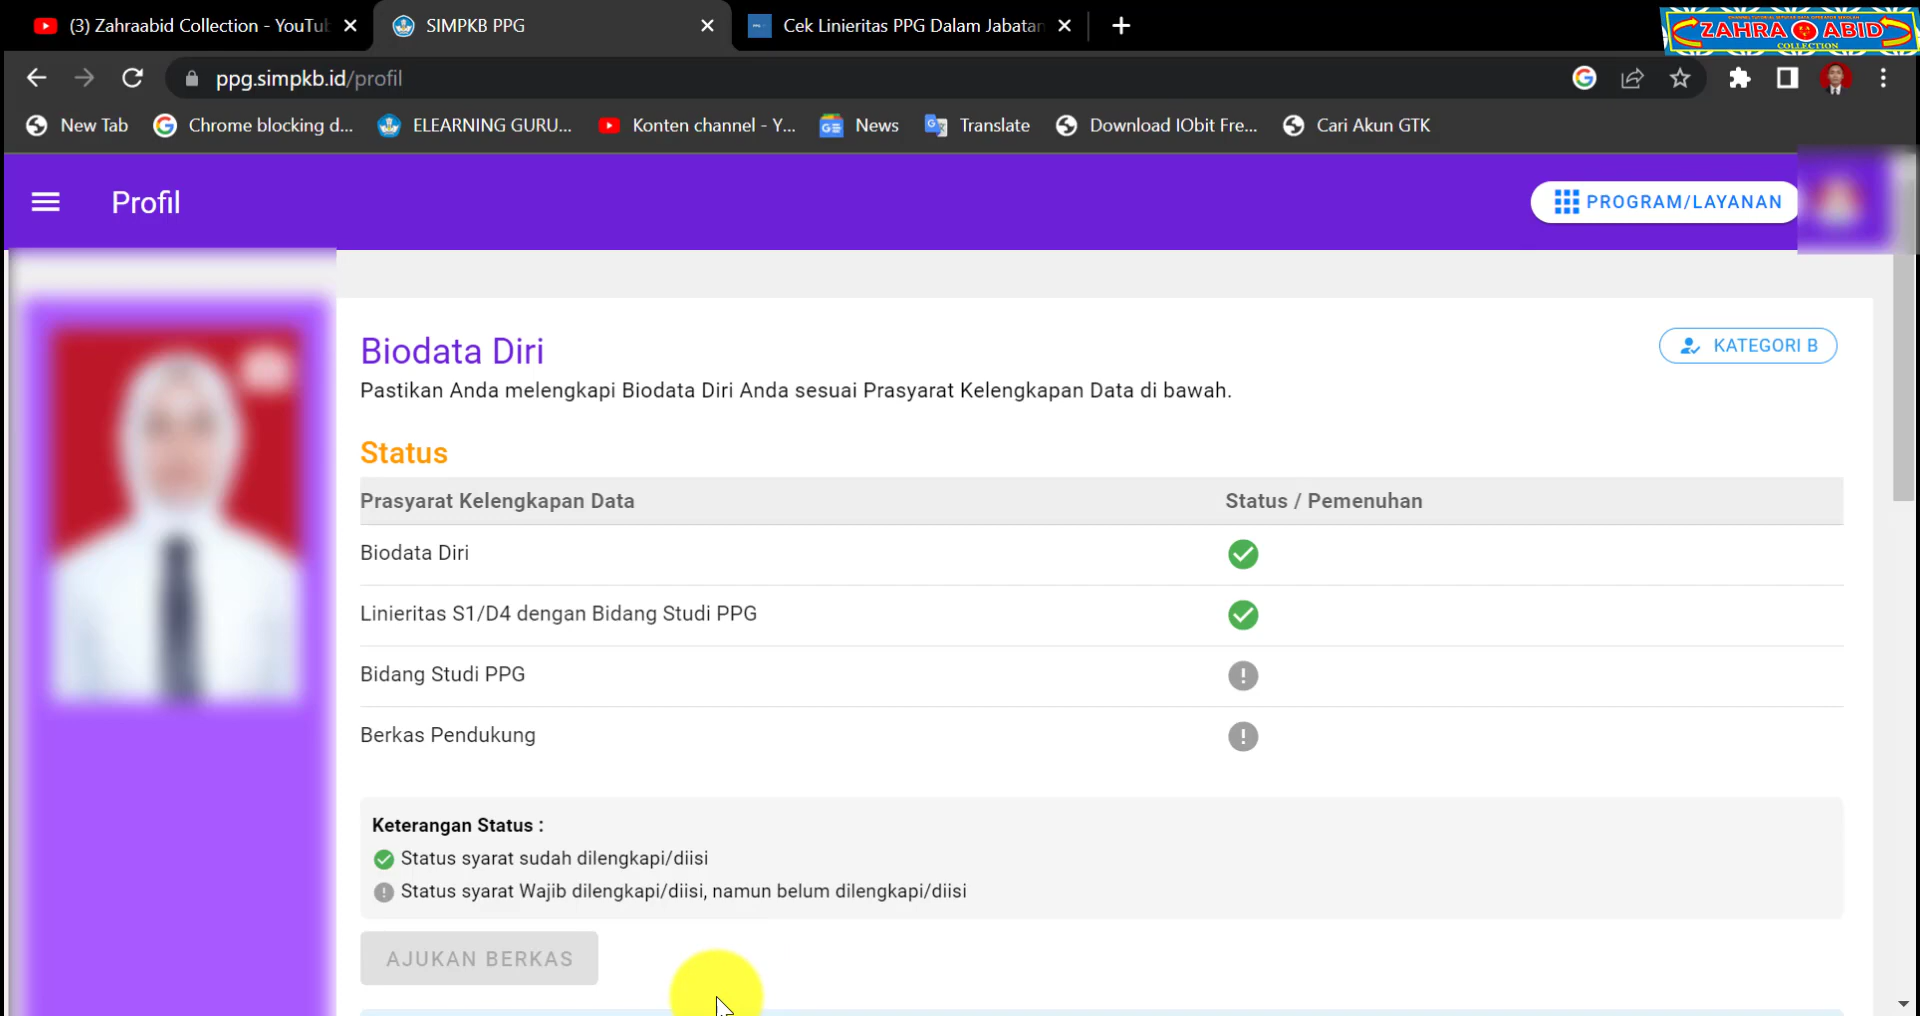 (3) Zahraabid Collection - YouTu
SIMPKB PPG
Cek Linieritas PPG Dalam Jabatan
ZAHRA ABID
COLLECTION
ppg.simpkb.id/profil
New Tab
Chrome blocking d...
ELEARNING GURU...
Konten channel - Y...
News
Translate
Download IObit Fre...
Cari Akun GTK
Profil
PROGRAM/LAYANAN
Biodata Diri
KATEGORI B
Pastikan Anda melengkapi Biodata Diri Anda sesuai Prasyarat Kelengkapan Data di bawah.
Status
Prasyarat Kelengkapan Data Status / Pemenuhan
Biodata Diri
Linieritas S1/D4 dengan Bidang Studi PPG
Bidang Studi PPG
Berkas Pendukung
Keterangan Status :
Status syarat sudah dilengkapi/diisi
Status syarat Wajib dilengkapi/diisi, namun belum dilengkapi/diisi
AJUKAN BERKAS